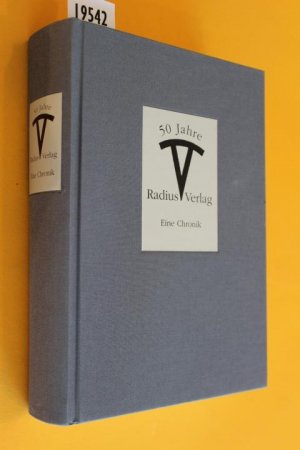 19542
50 Jahre
Radius Verlag
Eine Chronik
50 Jahre
Radius Verlag
Eine Chronik